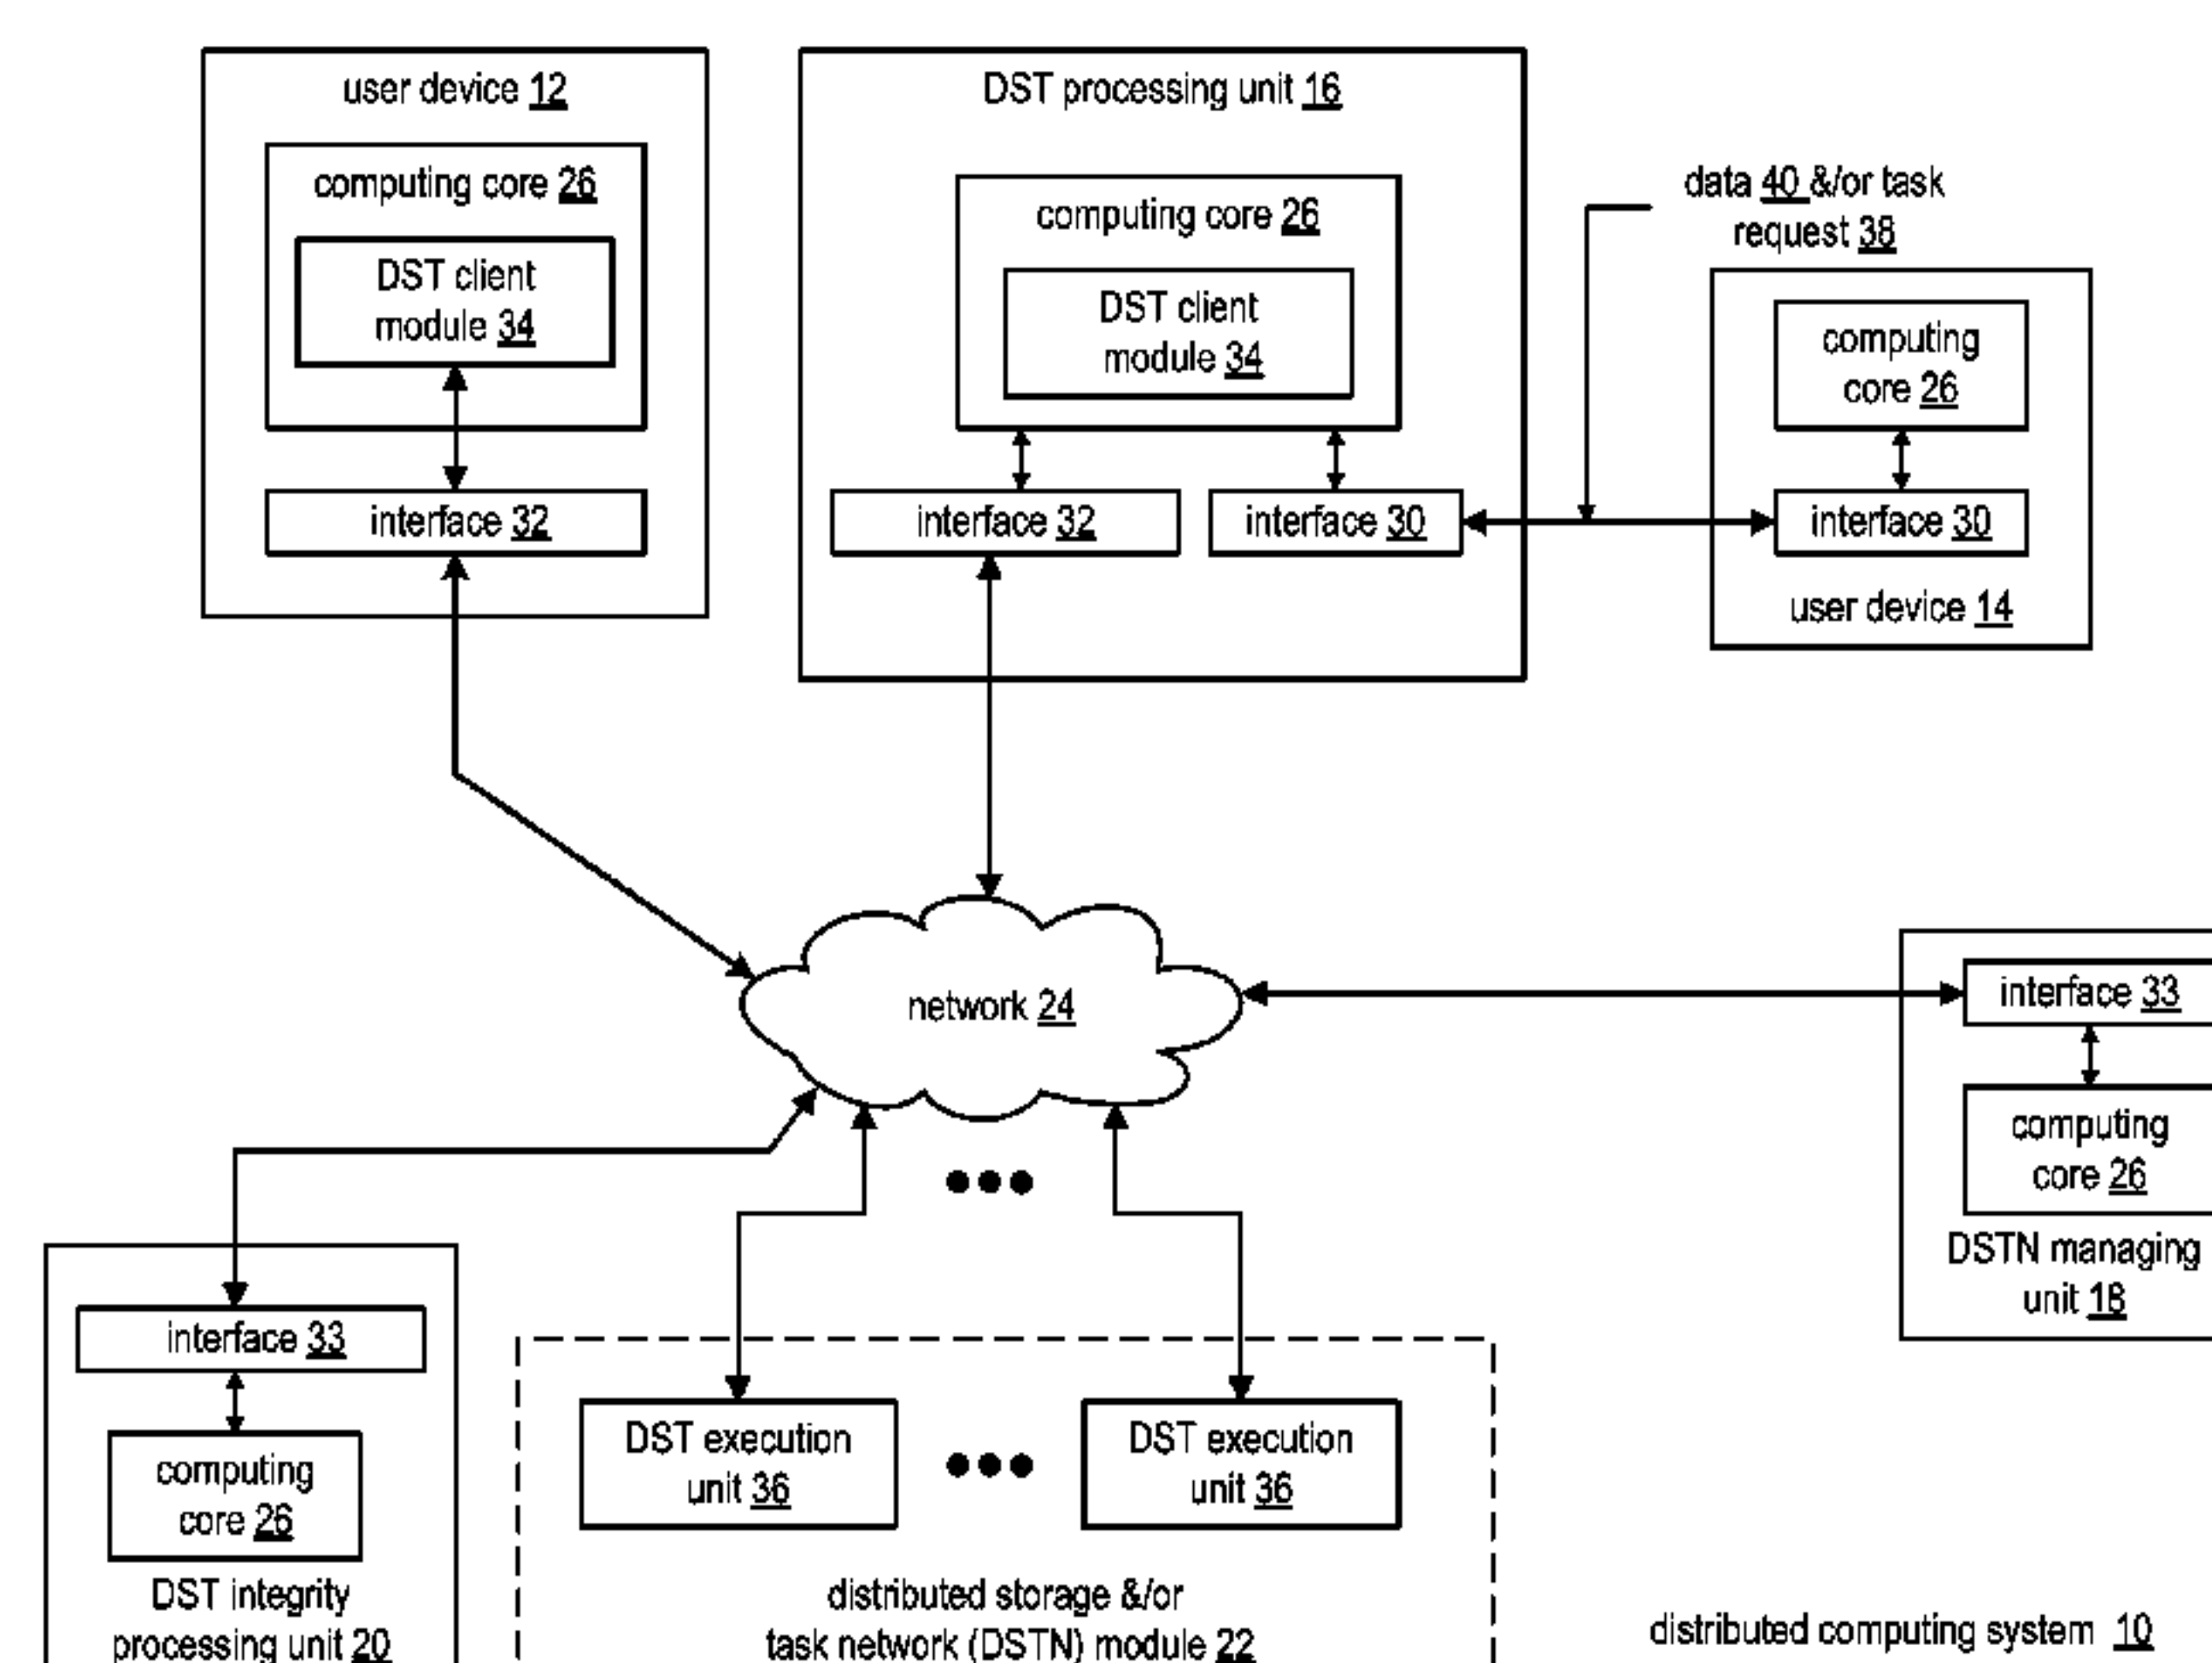 user device 12
computing core 26
DST client
module 34
interface 32
DST processing unit 16
computing core 26
DST client
module 34
interface 32
interface 30
data 40 &/or task
request 38
computing
core 26
interface 30
user device 14
network 24
interface 33
computing
core 26
DSTN managing
unit 18
interface 33
computing
core 26
DST integrity
processing unit 20
DST execution
unit 36
DST execution
unit 36
distributed storage &/or
task network (DSTN) module 22
distributed computing system 10